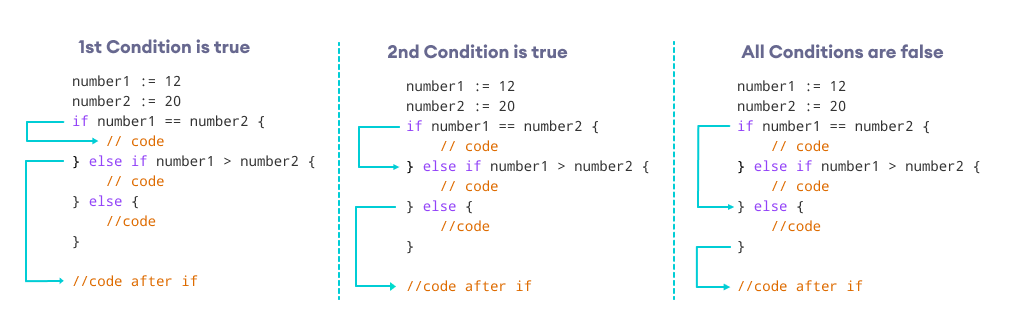 1st Condition is true
number1 := 12
number2 := 20
if number1 == number2 {
// code
} else if number1 > number2 {
// code
} else {
//code
}
//code after if
2nd Condition is true
number1 := 12
number2 := 20
if number1 == number2 {
// code
} else if number1 > number2 {
// code
} else {
//code
}
//code after if
All Conditions are false
number1 := 12
number2 := 20
if number1 == number2 {
// code
} else if number1 > number2 {
// code
} else {
//code
}
//code after if